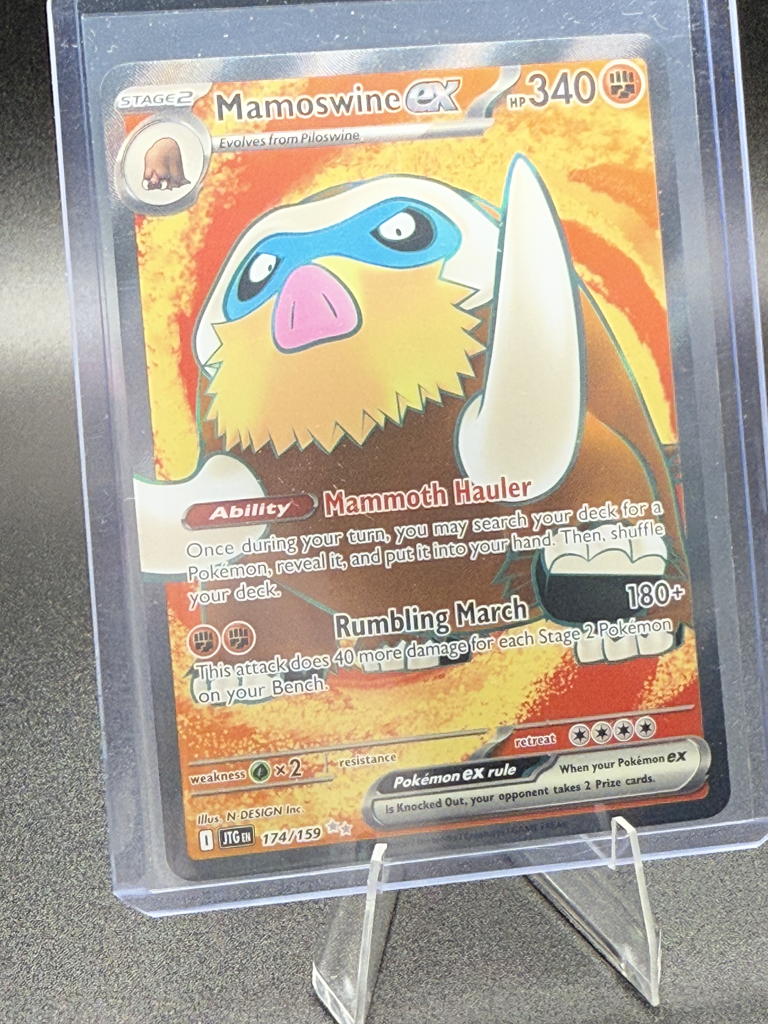 STAGE2
Mamoswine ex
HP 340
Evolves from Piloswine
Ability Mammoth Hauler
Once during your turn, you may search your deck for a
Pokémon, reveal it, and put it into your hand. Then, shuffle
your deck.
Rumbling March 180+
This attack does 40 more damage for each Stage 2 Pokémon
on your Bench.
weakness ×2 resistance retreat
Pokémon ex rule When your Pokémon ex
is Knocked Out, your opponent takes 2 Prize cards.
Illus. N-DESIGN Inc.
I JTG EN 174/159